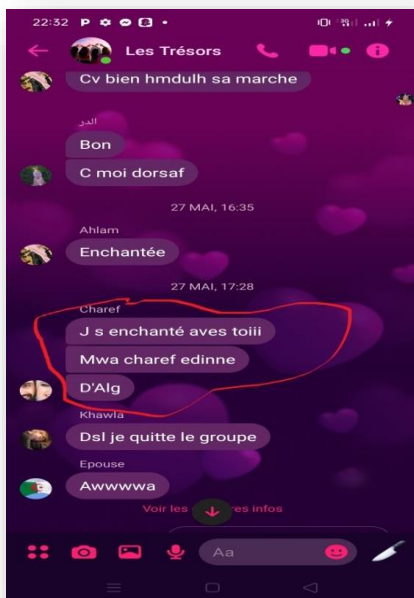 22:32
Les Trésors
Cv bien hmdulh sa marche
الدر
Bon
C moi dorsaf
27 MAI, 16:35
Ahlam
Enchantée
27 MAI, 17:28
Charef
J s enchanté aves toiii
Mwa charef edinne
D'Alg
Khawla
Dsl je quitte le groupe
Epouse
Awwwwa
Voir les res infos
Aa